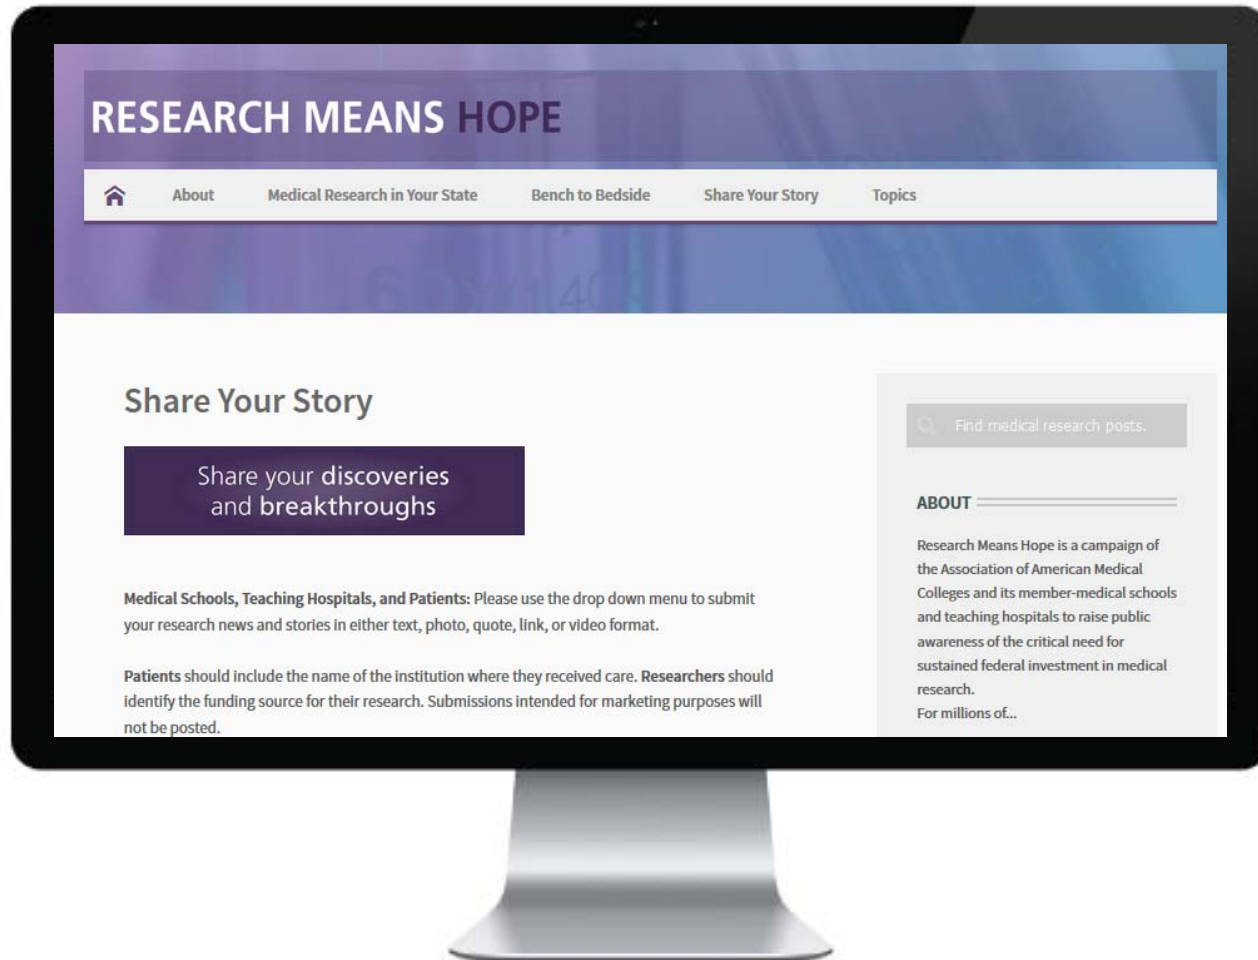 RESEARCH MEANS HOPE
About Medical Research in Your State Bench to Bedside Share Your Story Topics
Share Your Story
Share your discoveries
and breakthroughs
Medical Schools, Teaching Hospitals, and Patients: Please use the drop down menu to submit
your research news and stories in either text, photo, quote, link, or video format.
Patients should include the name of the institution where they received care. Researchers should
identify the funding source for their research. Submissions intended for marketing purposes will
not be posted.
Find medical research posts.
ABOUT
Research Means Hope is a campaign of
the Association of American Medical
Colleges and its member-medical schools
and teaching hospitals to raise public
awareness of the critical need for
sustained federal investment in medical
research.
For millions of...